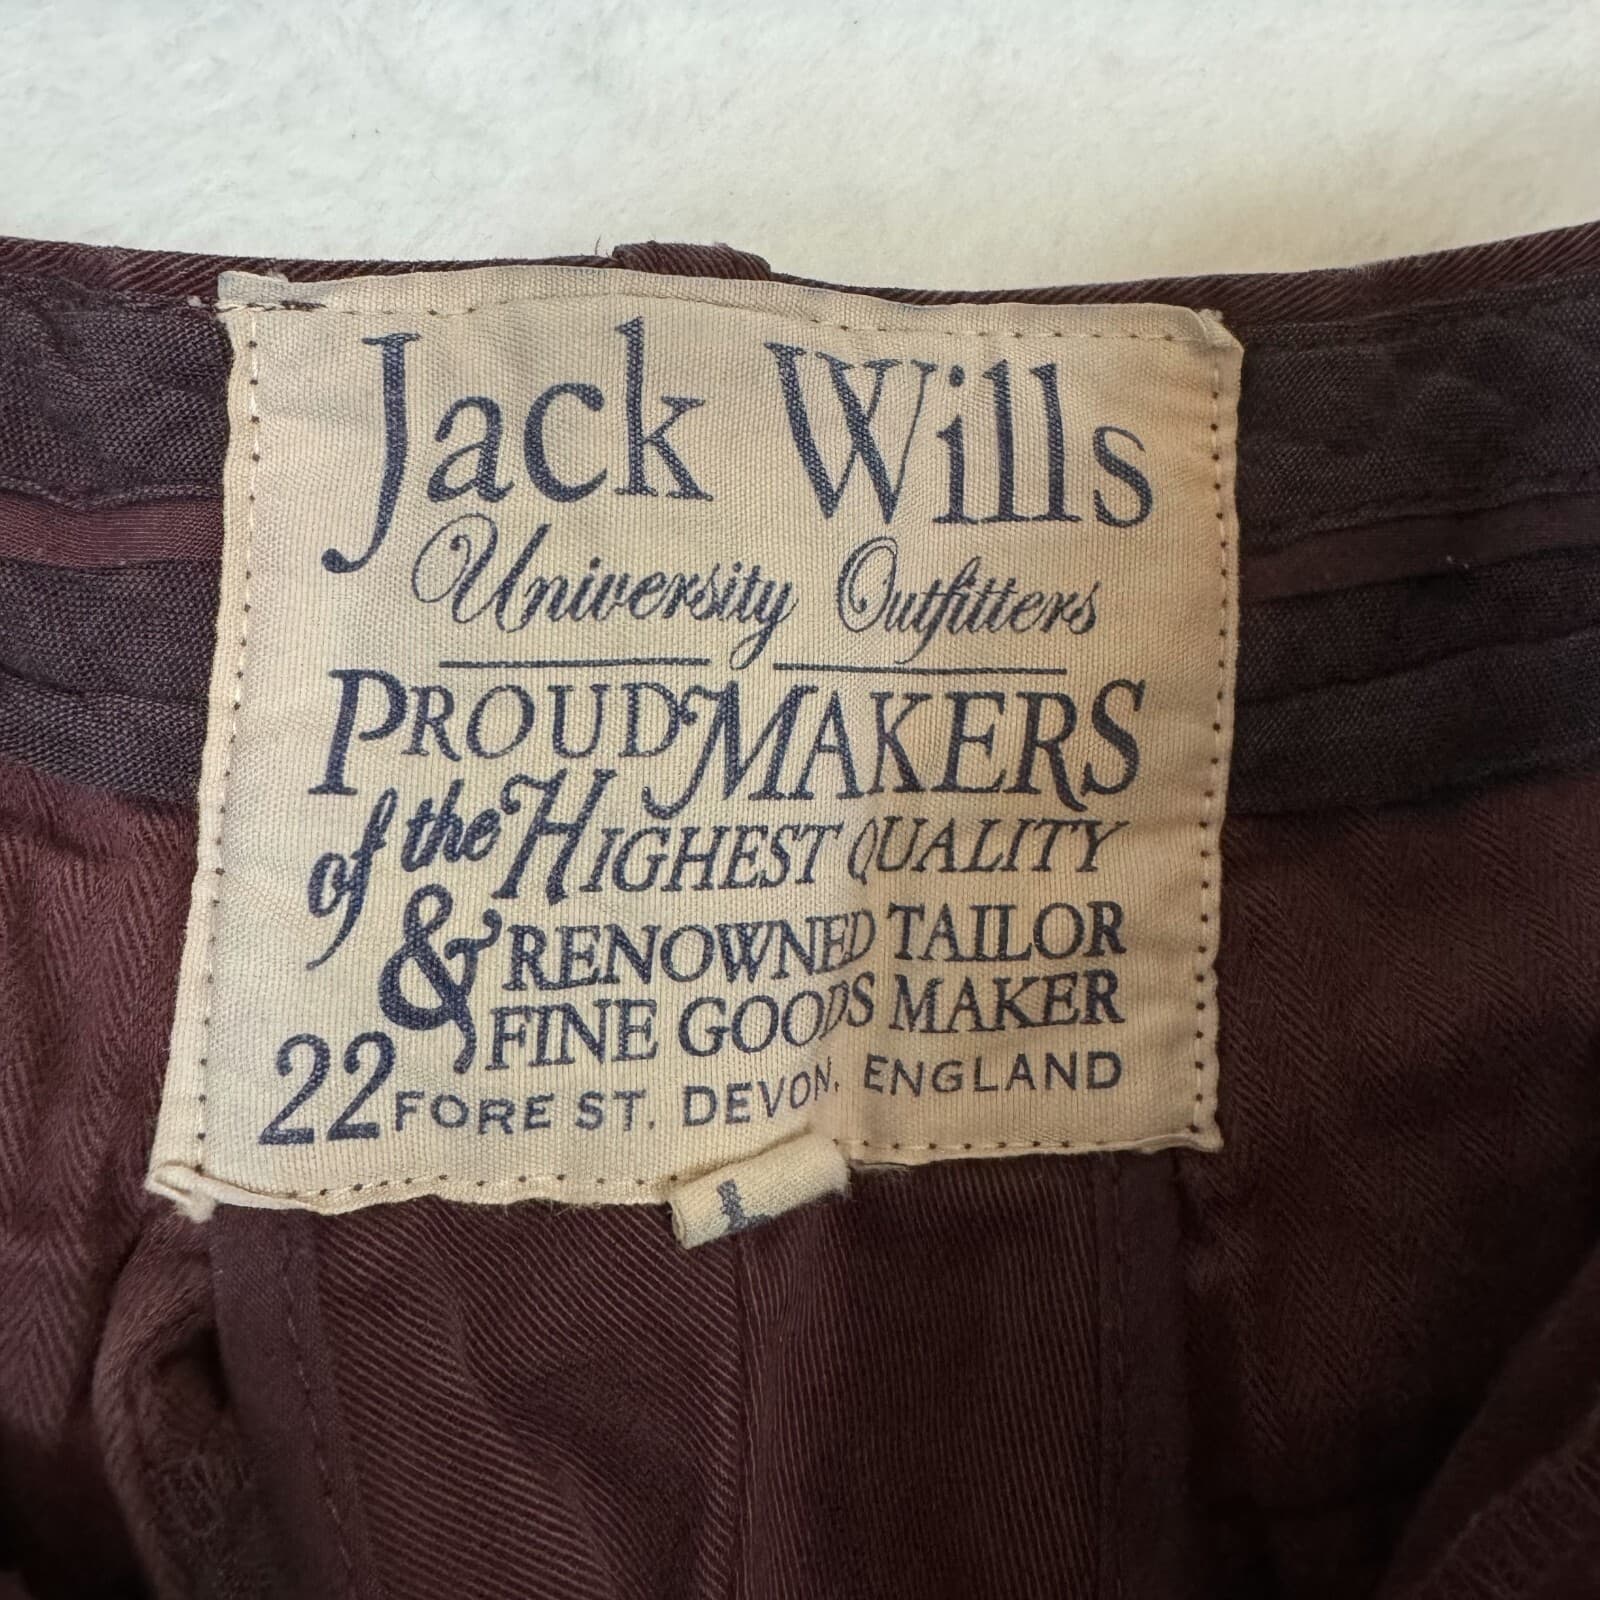 Jack Wills
University Outfitters
PROUD MAKERS
of the HIGHEST QUALITY
& RENOWNED TAILOR
FINE GOODS MAKER
22 FORE ST. DEVON, ENGLAND
L